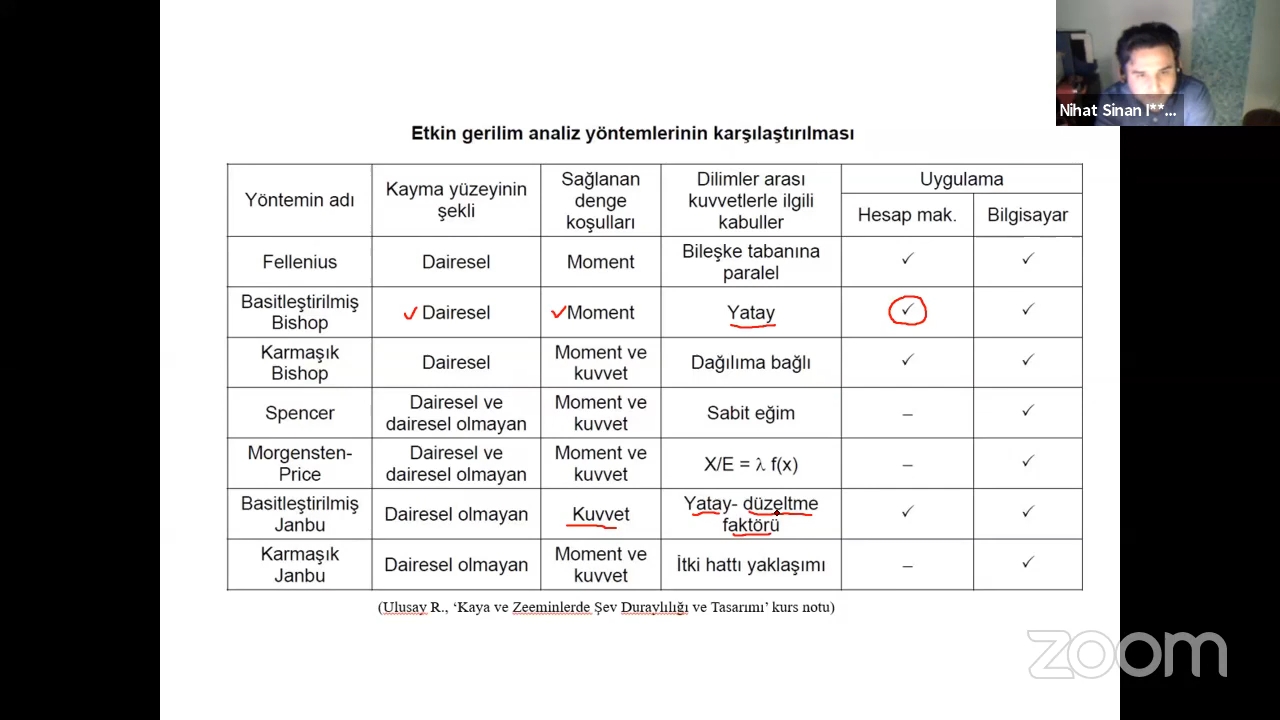 Nihat Sinan I**...
Etkin gerilim analiz yöntemlerinin karşılaştırılması
Yöntemin adı
Kayma yüzeyinin
şekli
Sağlanan
denge
koşulları
Dilimler arası
kuvvetlerle ilgili
kabuller
Uygulama
Hesap mak.
Bilgisayar
Fellenius
Dairesel
Moment
Bileşke tabanına
paralel
✓
✓
Basitleştirilmiş
Bishop
✓ Dairesel
✓ Moment
Yatay
✓
✓
Karmaşık
Bishop
Dairesel
Moment ve
kuvvet
Dağılıma bağlı
✓
✓
Spencer
Dairesel ve
dairesel olmayan
Moment ve
kuvvet
Sabit eğim
–
✓
Morgensten-
Price
Dairesel ve
dairesel olmayan
Moment ve
kuvvet
X/E = λ f(x)
–
✓
Basitleştirilmiş
Janbu
Dairesel olmayan
Kuvvet
Yatay- düzeltme
faktörü
✓
✓
Karmaşık
Janbu
Dairesel olmayan
Moment ve
kuvvet
İtki hattı yaklaşımı
–
✓
(Ulusay R., ‘Kaya ve Zeeminlerde Şev Duraylılığı ve Tasarımı’ kurs notu)
zoom